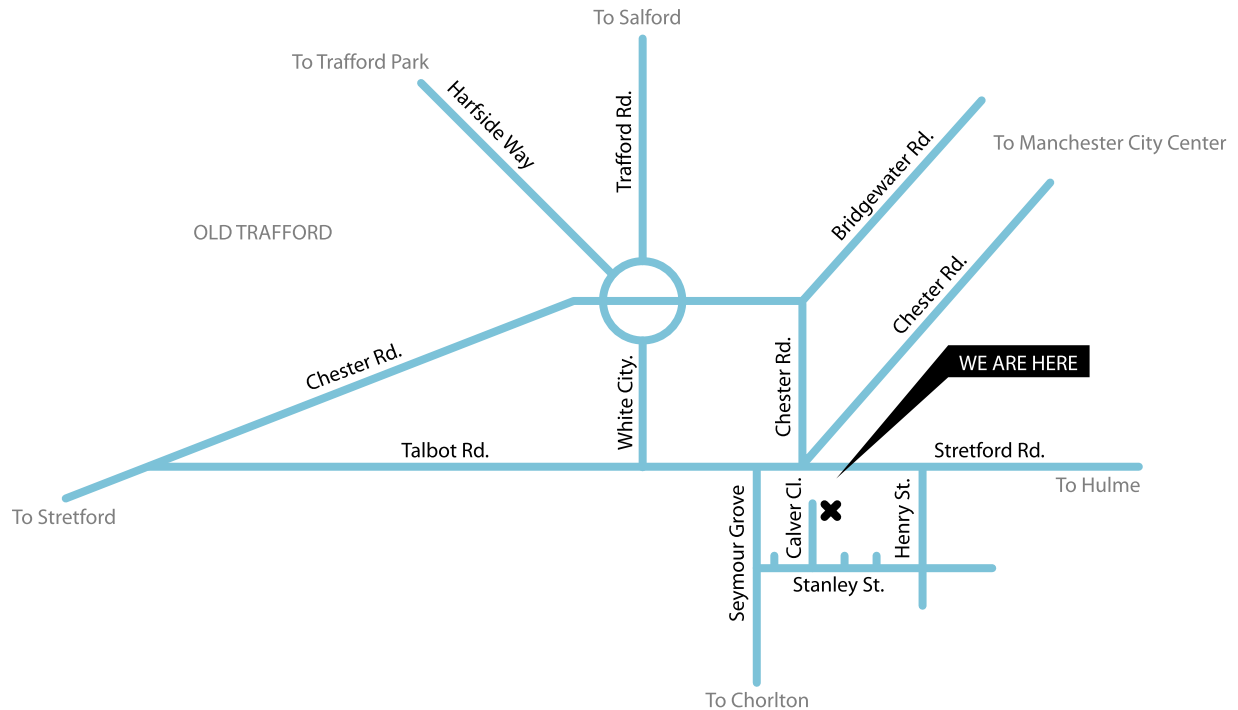 To Salford
To Trafford Park
Harfside Way
Trafford Rd.
Bridgewater Rd.
To Manchester City Center
OLD TRAFFORD
Chester Rd.
Chester Rd.
Chester Rd.
White City.
WE ARE HERE
Talbot Rd.
Stretford Rd.
To Stretford
To Hulme
Seymour Grove
Calver Cl.
Henry St.
Stanley St.
To Chorlton